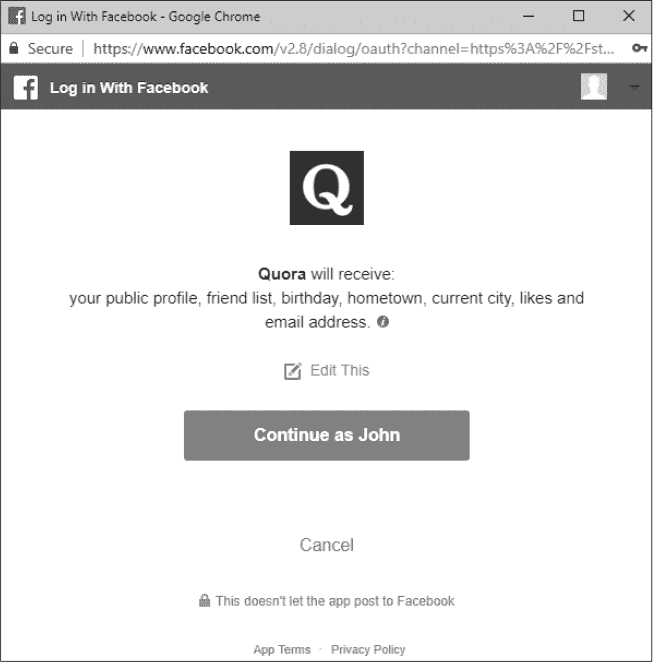 Log in With Facebook - Google Chrome
Secure | https://www.facebook.com/v2.8/dialog/oauth?channel=https%3A%2F%2Fst...
Log in With Facebook
Q
Quora will receive:
your public profile, friend list, birthday, hometown, current city, likes and
email address.
Edit This
Continue as John
Cancel
This doesn't let the app post to Facebook
App Terms · Privacy Policy